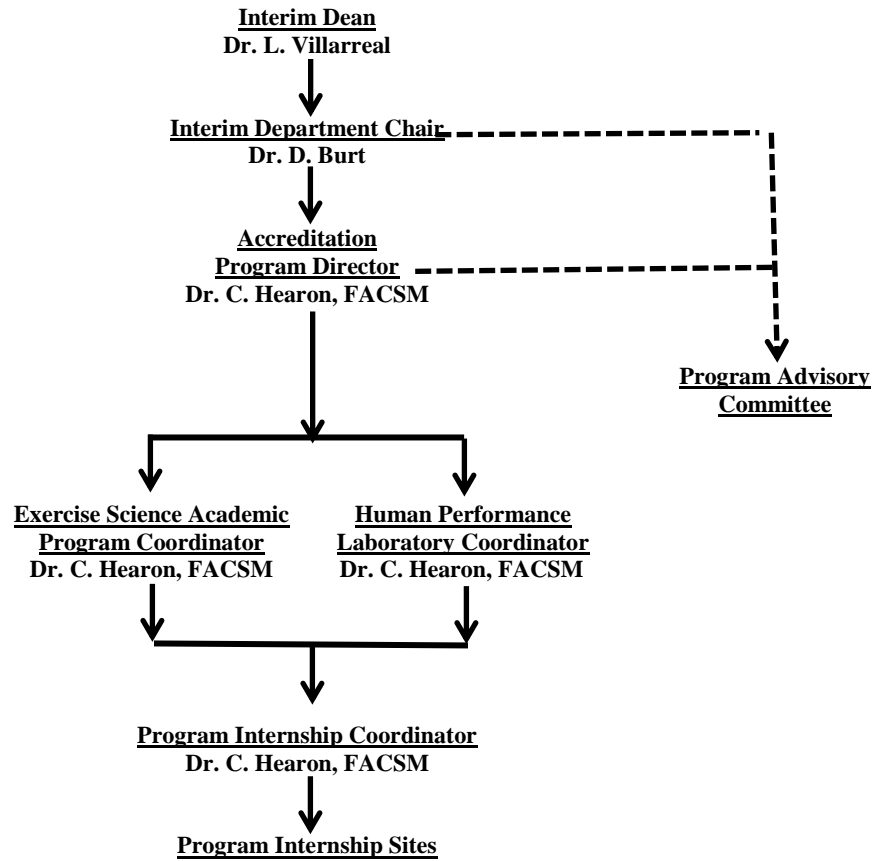 Interim Dean
Dr. L. Villarreal
Interim Department Chair
Dr. D. Burt
Accreditation
Program Director
Dr. C. Hearon, FACSM
Program Advisory
Committee
Exercise Science Academic
Program Coordinator
Dr. C. Hearon, FACSM
Human Performance
Laboratory Coordinator
Dr. C. Hearon, FACSM
Program Internship Coordinator
Dr. C. Hearon, FACSM
Program Internship Sites